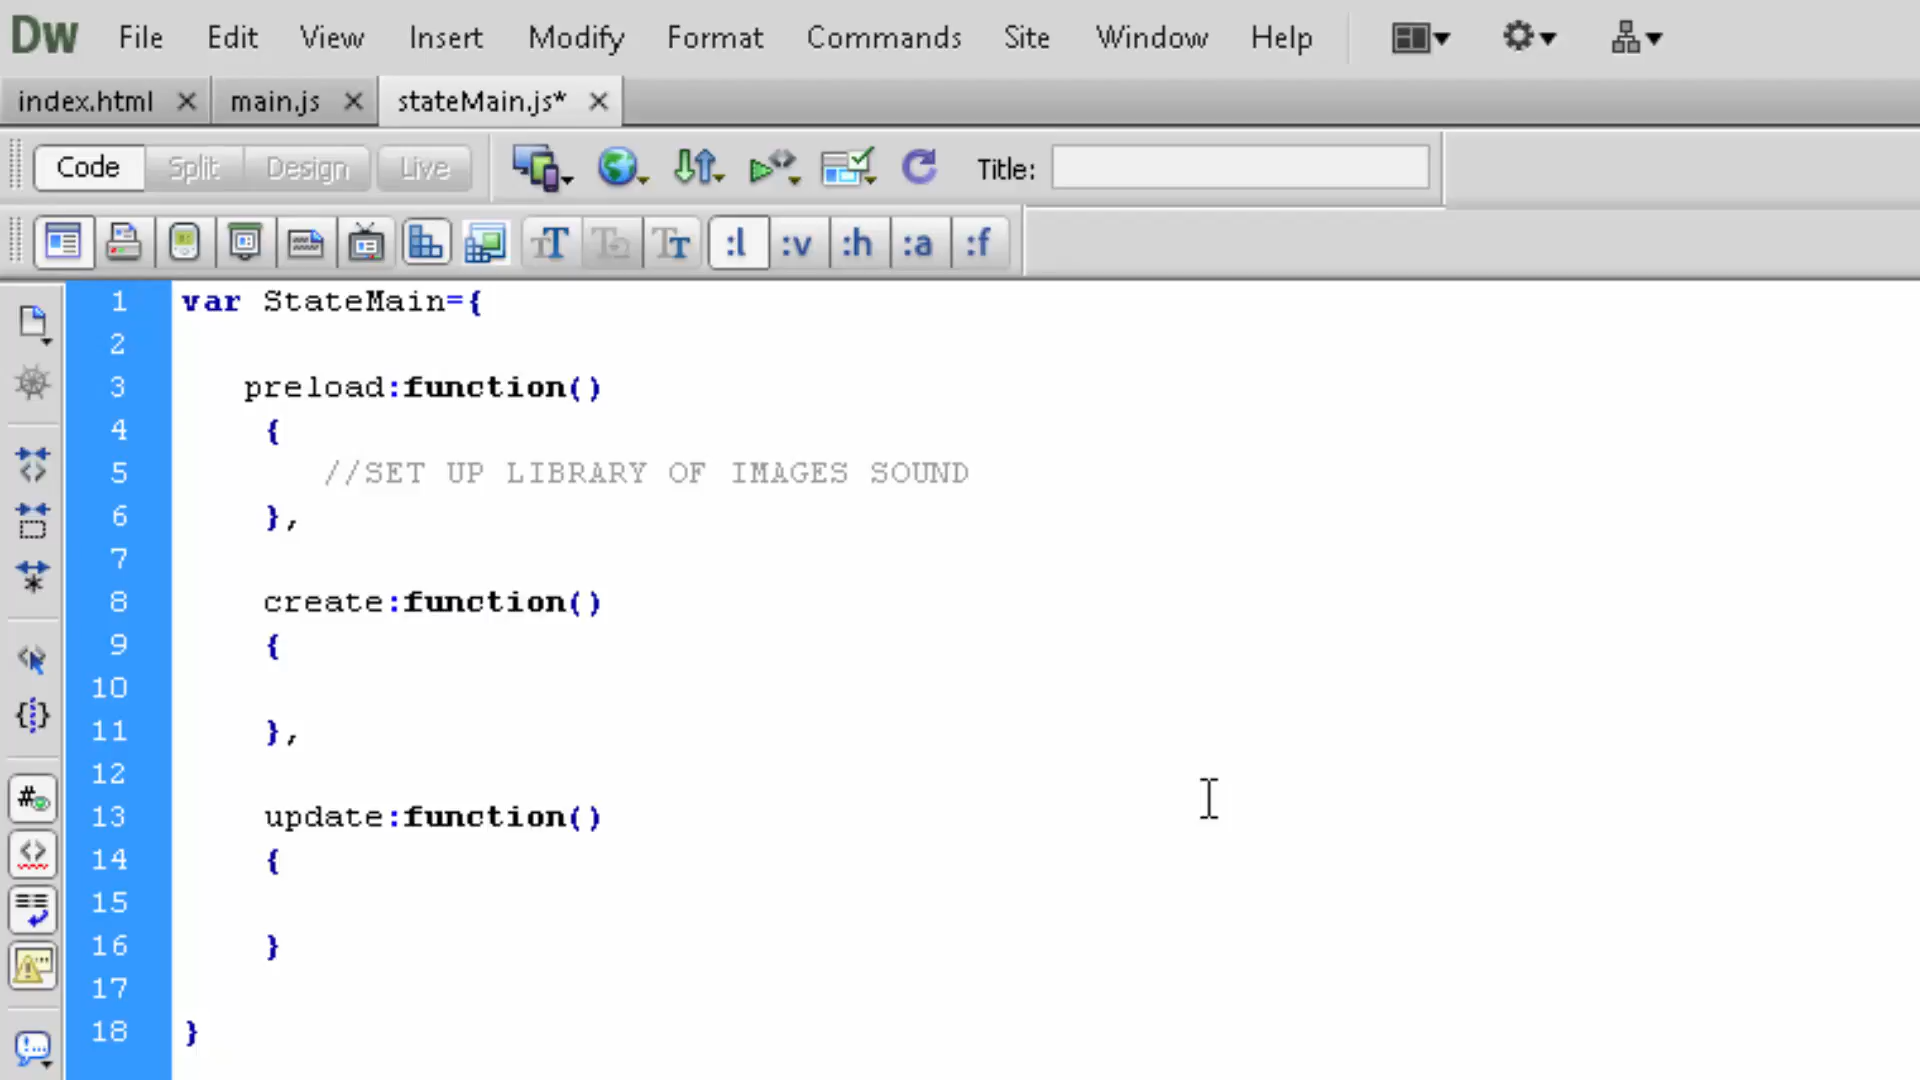 Dw File Edit View Insert Modify Format Commands Site Window Help
index.html main.js stateMain.js*
Code Split Design Live Title:
:l :v :h :a :f
1 var StateMain={
2
3 preload:function()
4 {
5 //SET UP LIBRARY OF IMAGES SOUND
6 },
7
8 create:function()
9 {
10
11 },
12
13 update:function()
14 {
15
16 }
17
18 }